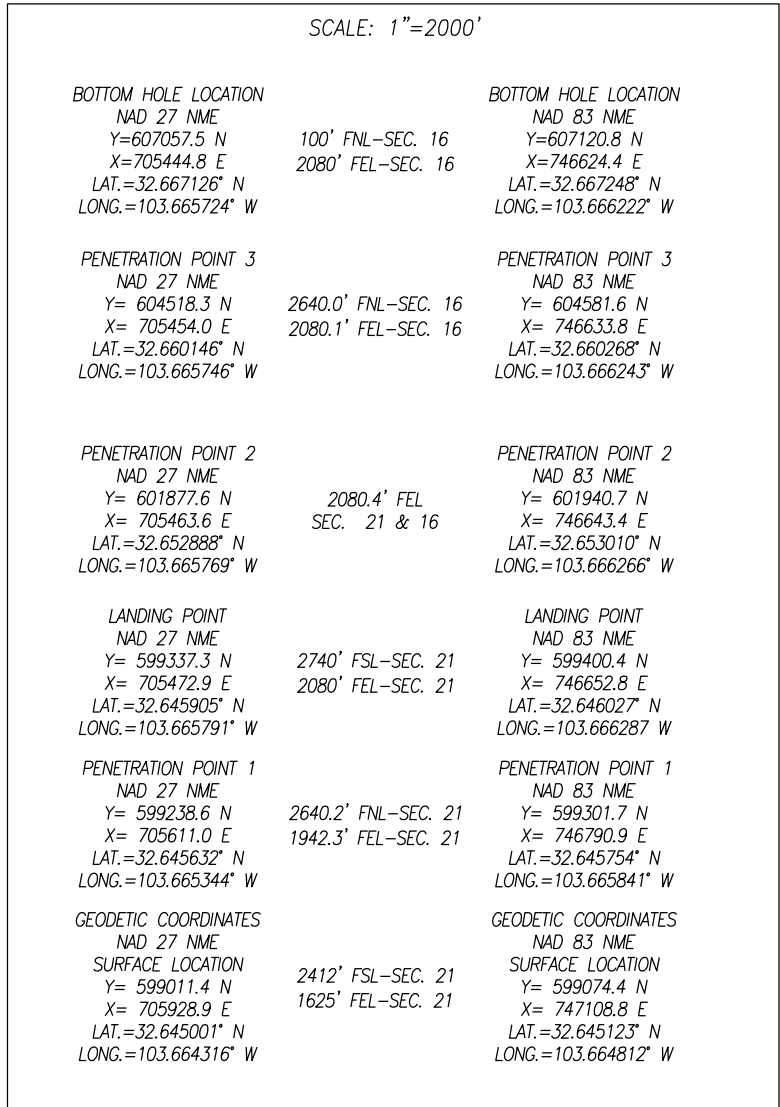 SCALE: 1"=2000'
BOTTOM HOLE LOCATION
NAD 27 NME
Y=607057.5 N
X=705444.8 E
LAT.=32.667126° N
LONG.=103.665724° W
100' FNL-SEC. 16
2080' FEL-SEC. 16
BOTTOM HOLE LOCATION
NAD 83 NME
Y=607120.8 N
X=746624.4 E
LAT.=32.667248° N
LONG.=103.666222° W
PENETRATION POINT 3
NAD 27 NME
Y= 604518.3 N
X= 705454.0 E
LAT.=32.660146° N
LONG.=103.665746° W
2640.0' FNL-SEC. 16
2080.1' FEL-SEC. 16
PENETRATION POINT 3
NAD 83 NME
Y= 604581.6 N
X= 746633.8 E
LAT.=32.660268° N
LONG.=103.666243° W
PENETRATION POINT 2
NAD 27 NME
Y= 601877.6 N
X= 705463.6 E
LAT.=32.652888° N
LONG.=103.665769° W
2080.4' FEL
SEC. 21 & 16
PENETRATION POINT 2
NAD 83 NME
Y= 601940.7 N
X= 746643.4 E
LAT.=32.653010° N
LONG.=103.666266° W
LANDING POINT
NAD 27 NME
Y= 599337.3 N
X= 705472.9 E
LAT.=32.645905° N
LONG.=103.665791° W
2740' FSL-SEC. 21
2080' FEL-SEC. 21
LANDING POINT
NAD 83 NME
Y= 599400.4 N
X= 746652.8 E
LAT.=32.646027° N
LONG.=103.666287 W
PENETRATION POINT 1
NAD 27 NME
Y= 599238.6 N
X= 705611.0 E
LAT.=32.645632° N
LONG.=103.665344° W
2640.2' FNL-SEC. 21
1942.3' FEL-SEC. 21
PENETRATION POINT 1
NAD 83 NME
Y= 599301.7 N
X= 746790.9 E
LAT.=32.645754° N
LONG.=103.665841° W
GEODETIC COORDINATES
NAD 27 NME
SURFACE LOCATION
Y= 599011.4 N
X= 705928.9 E
LAT.=32.645001° N
LONG.=103.664316° W
2412' FSL-SEC. 21
1625' FEL-SEC. 21
GEODETIC COORDINATES
NAD 83 NME
SURFACE LOCATION
Y= 599074.4 N
X= 747108.8 E
LAT.=32.645123° N
LONG.=103.664812° W